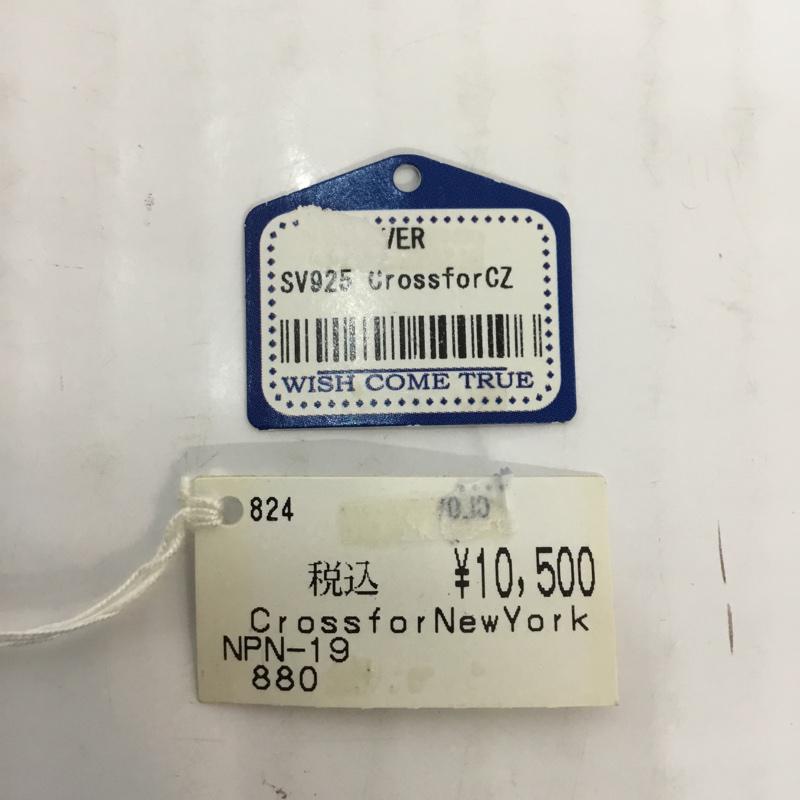 VER
SV925 CrossforCZ
WISH COME TRUE
824
税込 ¥10,500
CrossforNewYork
NPN-19
880